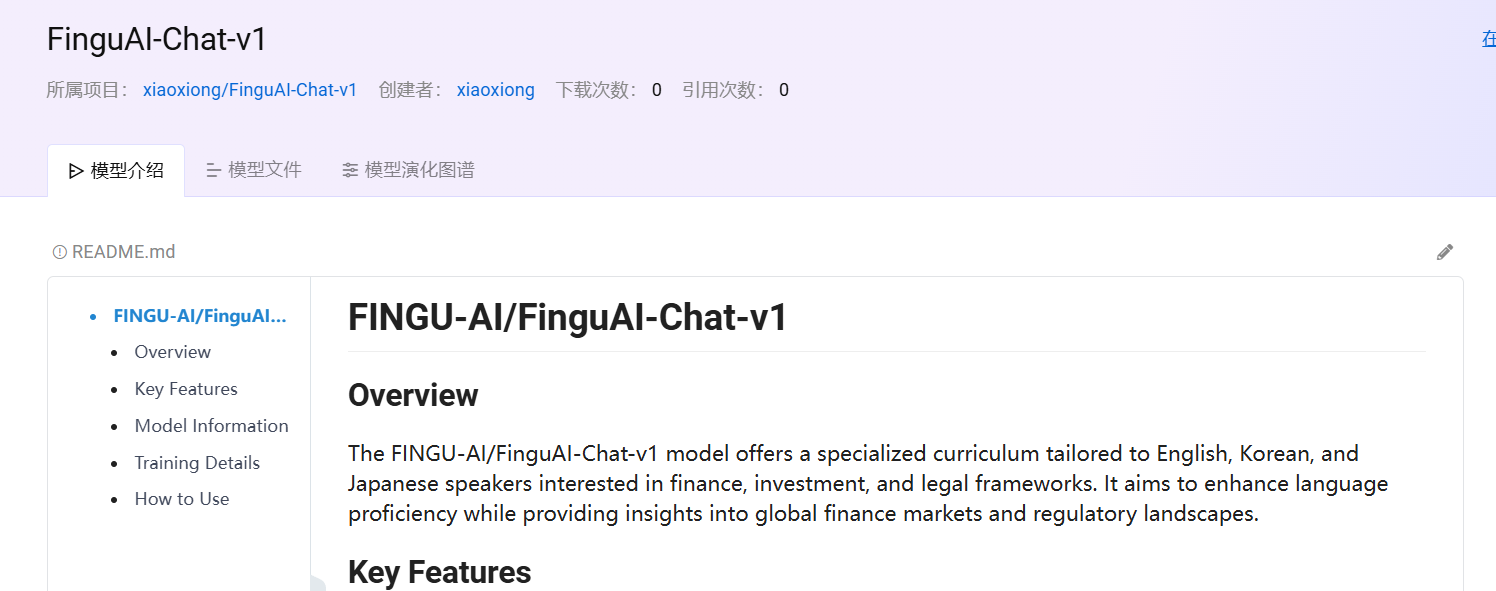 FinguAI-Chat-v1
在
所属项目： xiaoxiong/FinguAI-Chat-v1 创建者： xiaoxiong 下载次数： 0 引用次数： 0
模型介绍 模型文件 模型演化图谱
README.md
FINGU-AI/FinguAI...
Overview
Key Features
Model Information
Training Details
How to Use
FINGU-AI/FinguAI-Chat-v1
Overview
The FINGU-AI/FinguAI-Chat-v1 model offers a specialized curriculum tailored to English, Korean, and
Japanese speakers interested in finance, investment, and legal frameworks. It aims to enhance language
proficiency while providing insights into global finance markets and regulatory landscapes.
Key Features